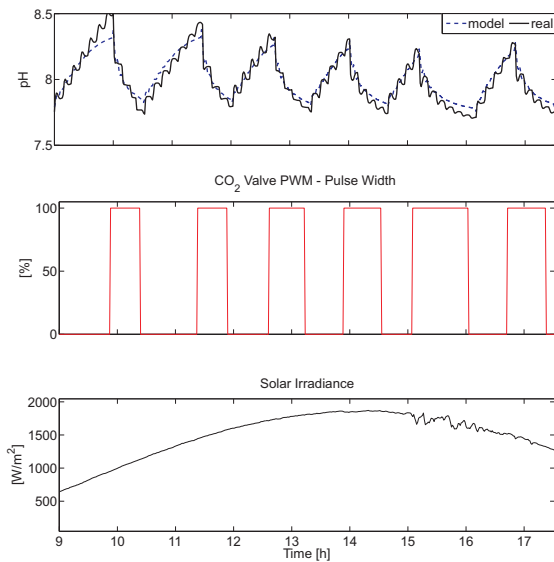 8.5
8
7.5
pH
model
real
CO2 Valve PWM - Pulse Width
100
50
0
[%]
Solar Irradiance
2000
1500
1000
500
[W/m2]
9 10 11 12 13 14 15 16 17
Time [h]